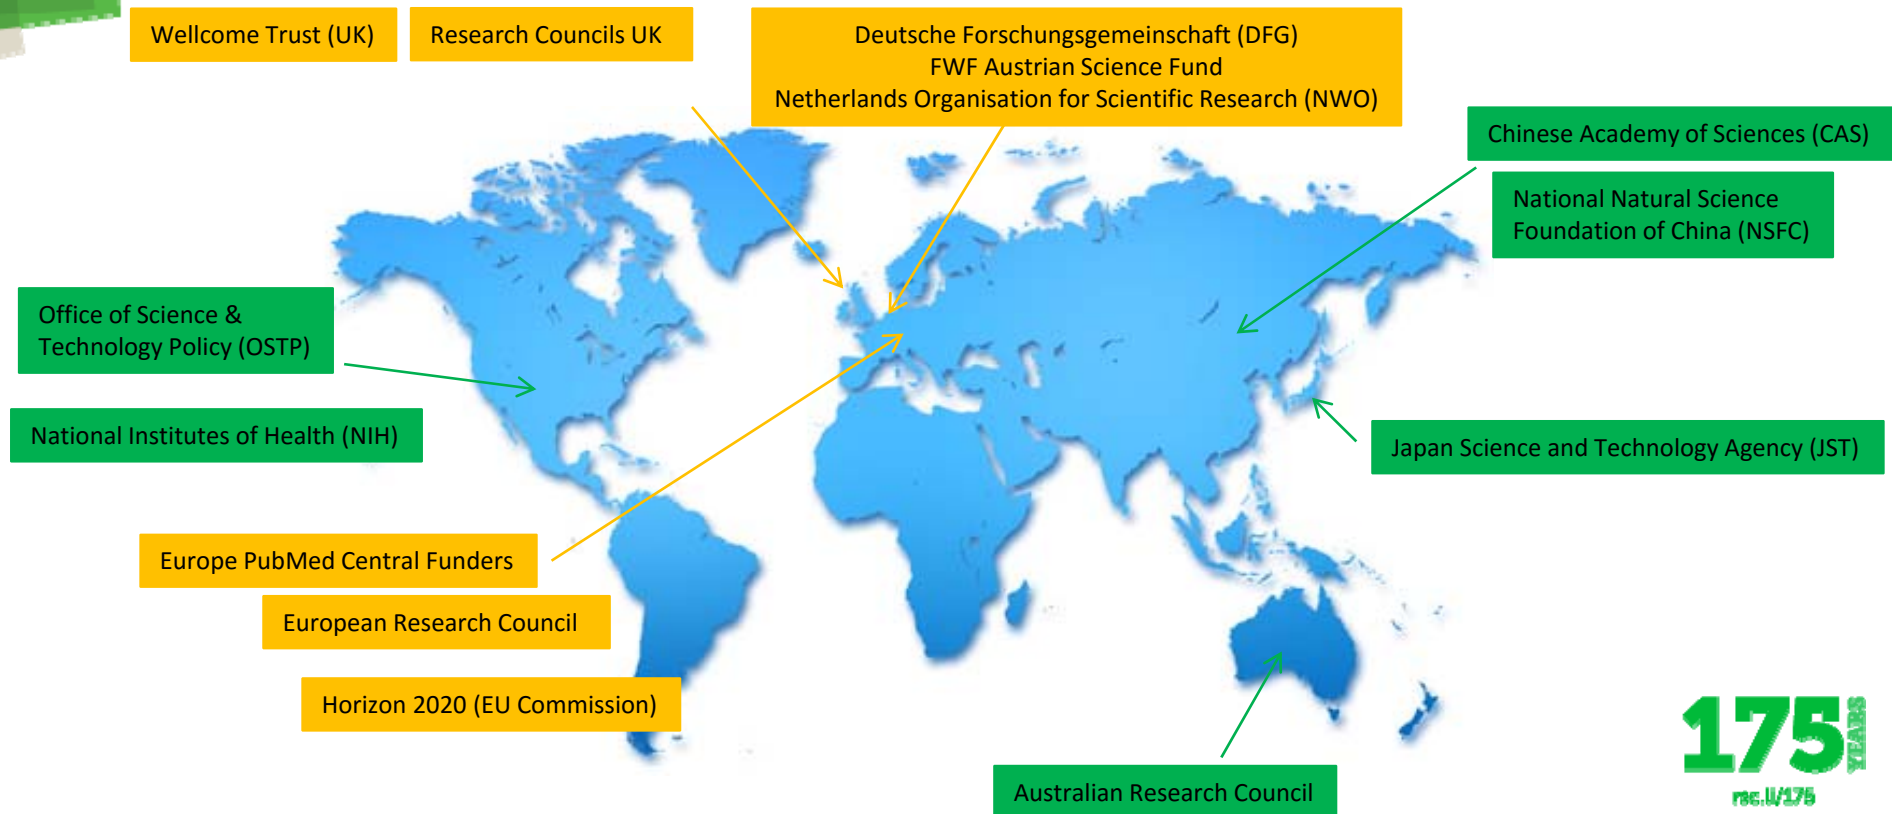 Wellcome Trust (UK)
Research Councils UK
Deutsche Forschungsgemeinschaft (DFG)
FWF Austrian Science Fund
Netherlands Organisation for Scientific Research (NWO)
Chinese Academy of Sciences (CAS)
National Natural Science
Foundation of China (NSFC)
Office of Science &
Technology Policy (OSTP)
National Institutes of Health (NIH)
Japan Science and Technology Agency (JST)
Europe PubMed Central Funders
European Research Council
Horizon 2020 (EU Commission)
Australian Research Council
175 YEARS
rsc.li/175